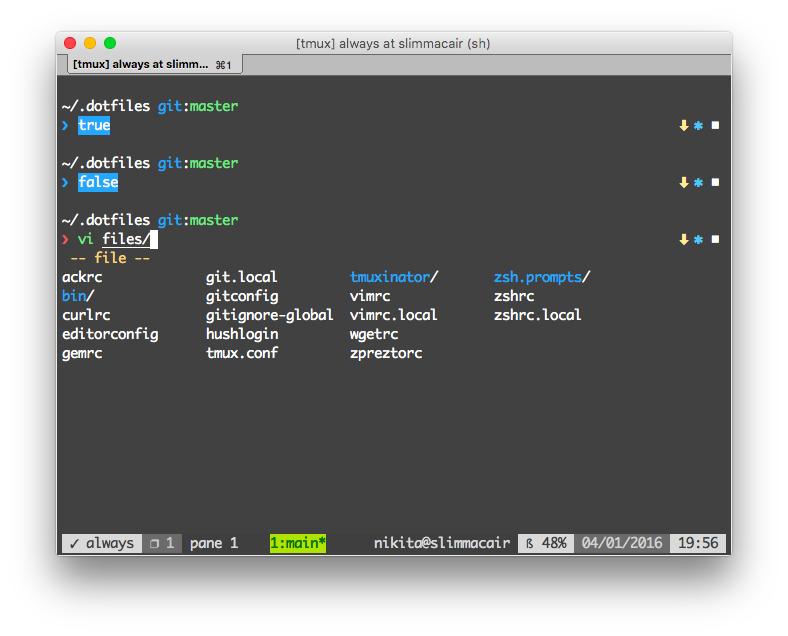 [tmux] always at slimmacair (sh)
[tmux] always at slimm... ⌘1
~/.dotfiles git:master
❯ true
~/.dotfiles git:master
❯ false
~/.dotfiles git:master
❯ vi files/
-- file --
ackrc git.local tmuxinator/ zsh.prompts/
bin/ gitconfig vimrc zshrc
curlrc gitignore-global vimrc.local zshrc.local
editorconfig hushlogin wgetrc
gemrc tmux.conf zpreztorc
✓ always ❐ 1 pane 1 1:main* nikita@slimmacair ß 48% 04/01/2016 19:56